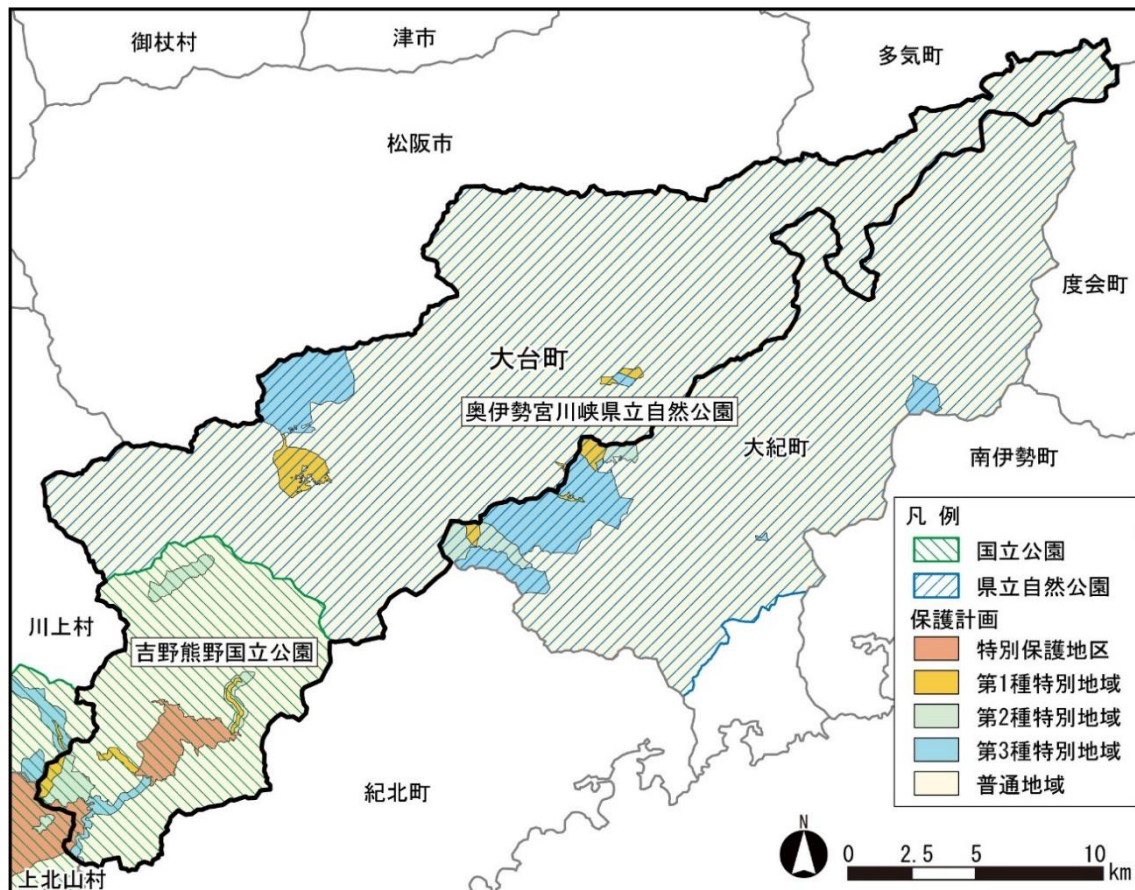 御杖村
津市
多気町
松阪市
度会町
大台町
奥伊勢宮川峡県立自然公園
大紀町
南伊勢町
川上村
吉野熊野国立公園
紀北町
上北山村
凡 例
国立公園
県立自然公園
保護計画
特別保護地区
第1種特別地域
第2種特別地域
第3種特別地域
普通地域
N
0 2.5 5 10
km